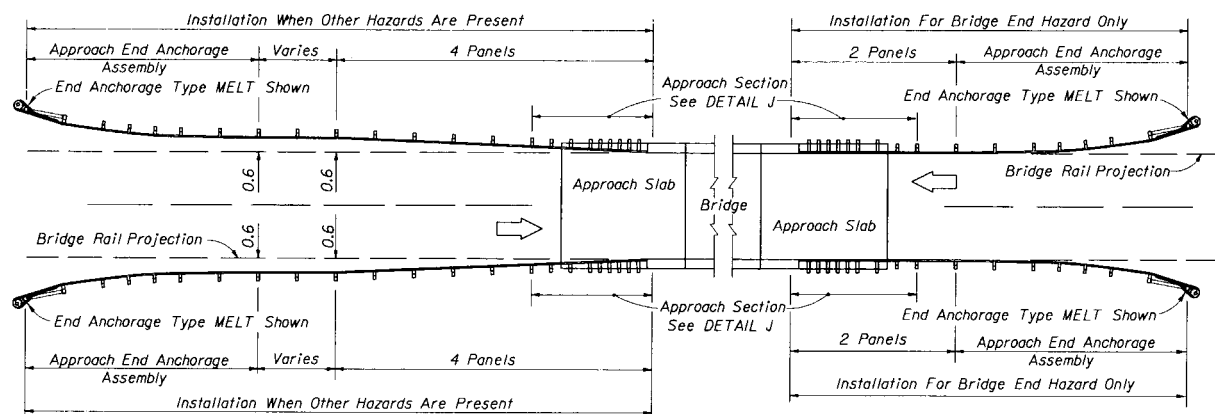 Installation When Other Hazards Are Present
Installation For Bridge End Hazard Only
Approach End Anchorage
Assembly
Varies
4 Panels
2 Panels
Approach End Anchorage
Assembly
End Anchorage Type MELT Shown
Approach Section
See DETAIL J
End Anchorage Type MELT Shown
Bridge Rail Projection
0.6
0.6
Approach Slab
Bridge
Approach Slab
0.6
0.6
Bridge Rail Projection
End Anchorage Type MELT Shown
Approach Section
See DETAIL J
End Anchorage Type MELT Shown
Approach End Anchorage
Assembly
Varies
4 Panels
2 Panels
Approach End Anchorage
Assembly
Installation For Bridge End Hazard Only
Installation When Other Hazards Are Present